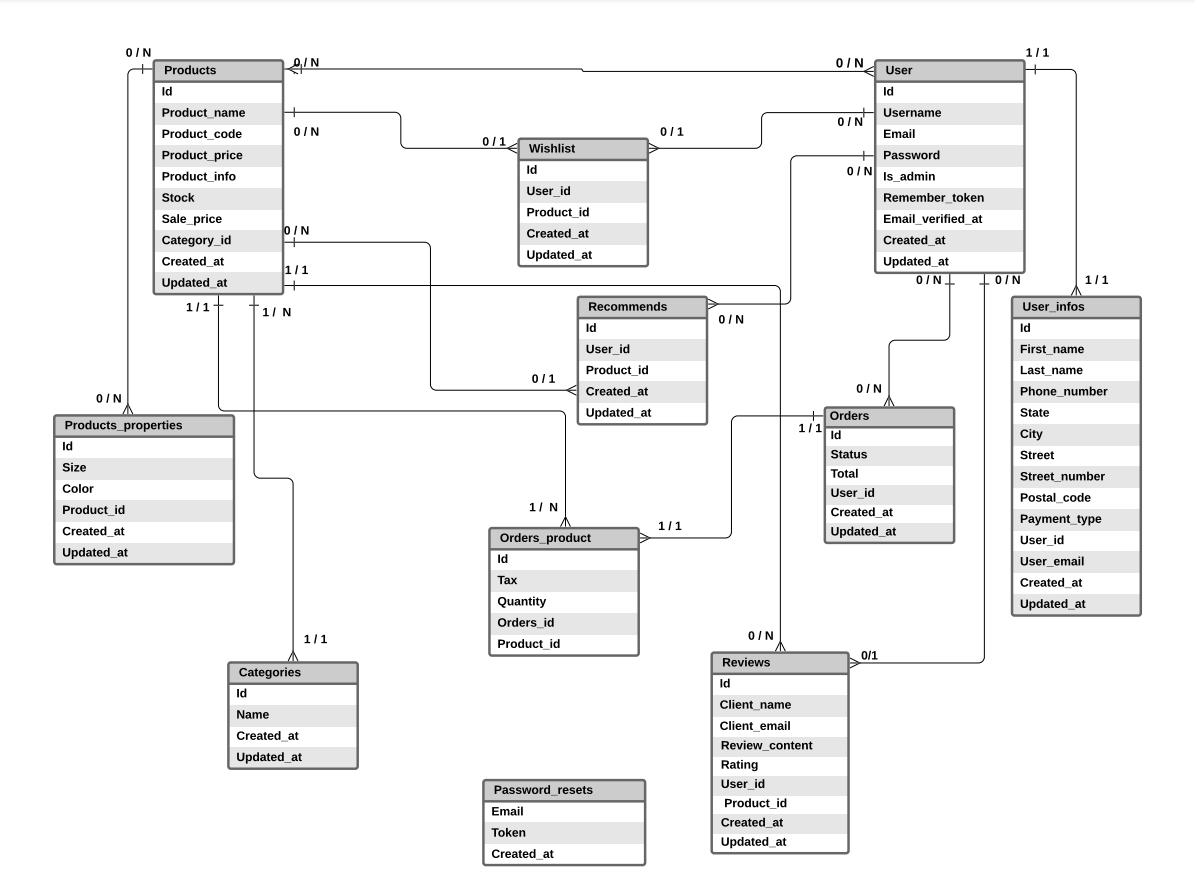 0 / N
Products
Id
Product_name
Product_code
Product_price
Product_info
Stock
Sale_price
Category_id
Created_at
Updated_at
0 / N
0 / N
0 / N
1 / 1
1 / 1
1 /  N
0 / N
User
Id
Username
Email
Password
Is_admin
Remember_token
Email_verified_at
Created_at
Updated_at
1 / 1
0 / N
0 / N
0 / N
0 / N
0 / 1
Wishlist
Id
User_id
Product_id
Created_at
Updated_at
0 / 1
Recommends
Id
User_id
Product_id
Created_at
Updated_at
0 / N
0 / 1
1 / 1
User_infos
Id
First_name
Last_name
Phone_number
State
City
Street
Street_number
Postal_code
Payment_type
User_id
User_email
Created_at
Updated_at
0 / N
Products_properties
Id
Size
Color
Product_id
Created_at
Updated_at
0 / N
Orders
Id
Status
Total
User_id
Created_at
Updated_at
1 / 1
1 /  N
Orders_product
Id
Tax
Quantity
Orders_id
Product_id
1 / 1
1 / 1
Categories
Id
Name
Created_at
Updated_at
0 / N
Reviews
Id
Client_name
Client_email
Review_content
Rating
User_id
Product_id
Created_at
Updated_at
0/1
Password_resets
Email
Token
Created_at